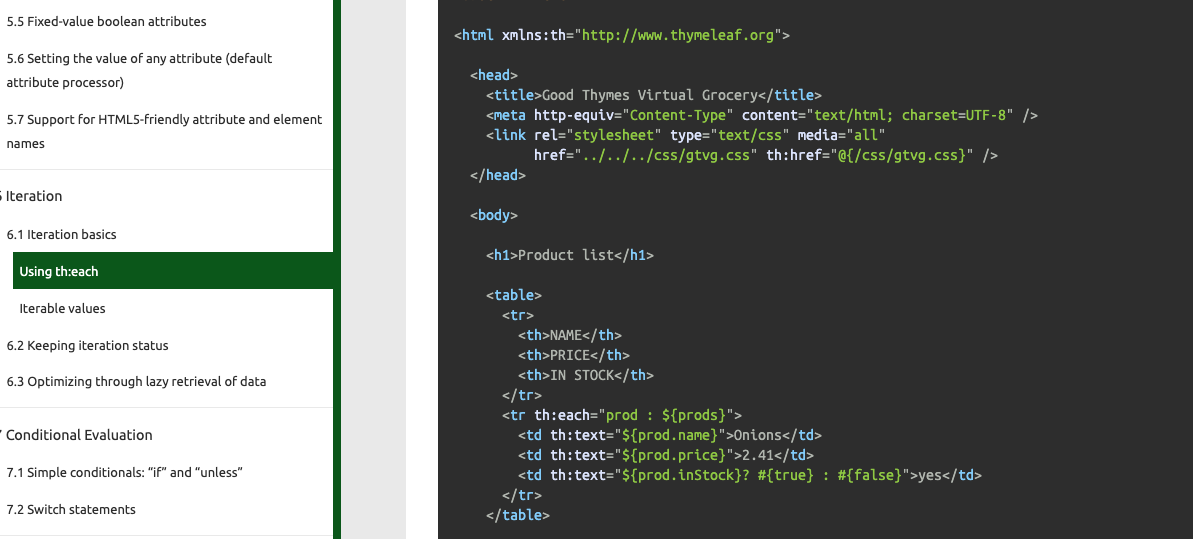 5.5 Fixed-value boolean attributes
5.6 Setting the value of any attribute (default
attribute processor)
5.7 Support for HTML5-friendly attribute and element
names
Iteration
6.1 Iteration basics
Using th:each
Iterable values
6.2 Keeping iteration status
6.3 Optimizing through lazy retrieval of data
Conditional Evaluation
7.1 Simple conditionals: “if” and “unless”
7.2 Switch statements
<html xmlns:th="http://www.thymeleaf.org">
<head>
<title>Good Thymes Virtual Grocery</title>
<meta http-equiv="Content-Type" content="text/html; charset=UTF-8" />
<link rel="stylesheet" type="text/css" media="all"
href="../../../css/gtvg.css" th:href="@{/css/gtvg.css}" />
</head>
<body>
<h1>Product list</h1>
<table>
<tr>
<th>NAME</th>
<th>PRICE</th>
<th>IN STOCK</th>
</tr>
<tr th:each="prod : ${prods}">
<td th:text="${prod.name}">Onions</td>
<td th:text="${prod.price}">2.41</td>
<td th:text="${prod.inStock}? #{true} : #{false}">yes</td>
</tr>
</table>